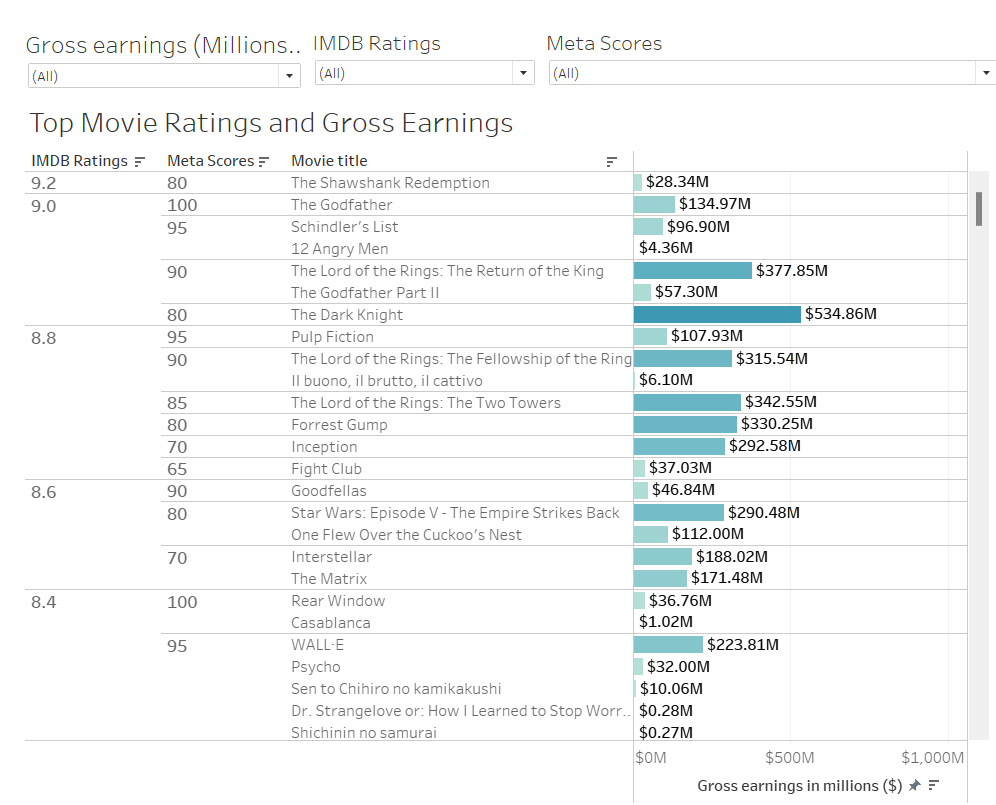 Gross earnings (Millions.. IMDB Ratings Meta Scores
(All) (All) (All)
Top Movie Ratings and Gross Earnings
IMDB Ratings Meta Scores Movie title
9.2 80 The Shawshank Redemption $28.34M
9.0 100 The Godfather $134.97M
95 Schindler's List $96.90M
12 Angry Men $4.36M
90 The Lord of the Rings: The Return of the King $377.85M
The Godfather Part II $57.30M
80 The Dark Knight $534.86M
8.8 95 Pulp Fiction $107.93M
90 The Lord of the Rings: The Fellowship of the Ring $315.54M
Il buono, il brutto, il cattivo $6.10M
85 The Lord of the Rings: The Two Towers $342.55M
80 Forrest Gump $330.25M
70 Inception $292.58M
65 Fight Club $37.03M
8.6 90 Goodfellas $46.84M
80 Star Wars: Episode V - The Empire Strikes Back $290.48M
One Flew Over the Cuckoo's Nest $112.00M
70 Interstellar $188.02M
The Matrix $171.48M
8.4 100 Rear Window $36.76M
Casablanca $1.02M
95 WALL·E $223.81M
Psycho $32.00M
Sen to Chihiro no kamikakushi $10.06M
Dr. Strangelove or: How I Learned to Stop Worr.. $0.28M
Shichinin no samurai $0.27M
$0M $500M $1,000M
Gross earnings in millions ($)